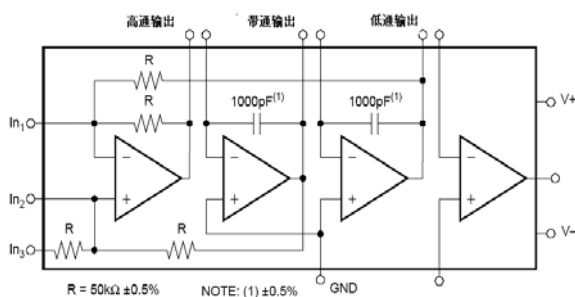 高通输出 带通输出 低通输出
R
R
1000pF(1) 1000pF(1)
V+
In1
In2
In3
R R
V−
GND
R = 50kΩ ±0.5% NOTE: (1) ±0.5%